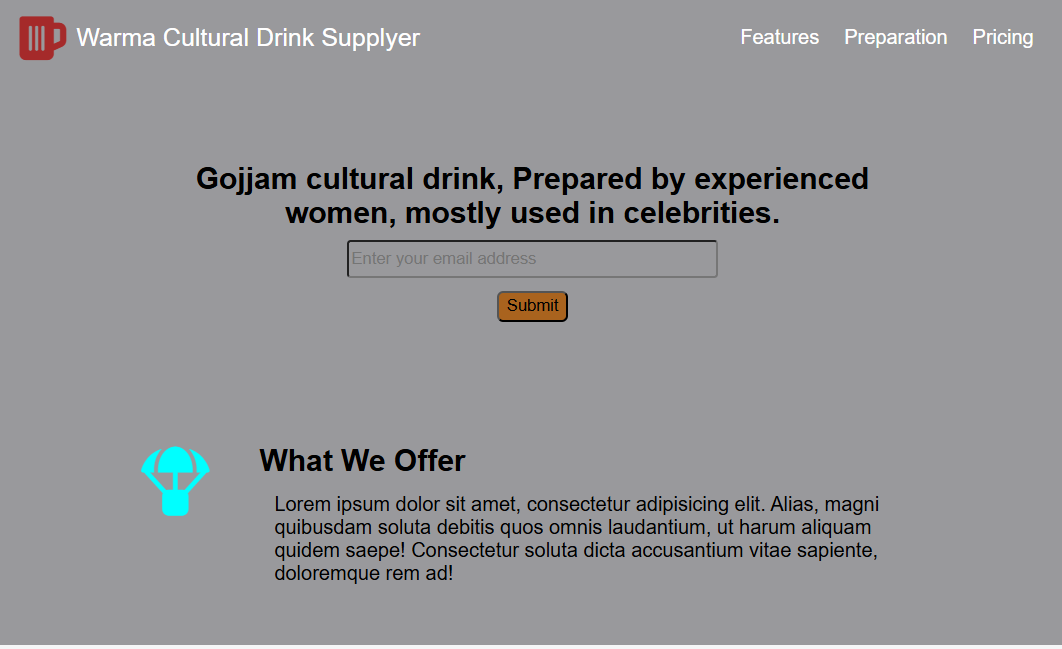 Warma Cultural Drink Supplyer
Features
Preparation
Pricing
Gojjam cultural drink, Prepared by experienced
women, mostly used in celebrities.
Enter your email address
Submit
What We Offer
Lorem ipsum dolor sit amet, consectetur adipisicing elit. Alias, magni
quibusdam soluta debitis quos omnis laudantium, ut harum aliquam
quidem saepe! Consectetur soluta dicta accusantium vitae sapiente,
doloremque rem ad!